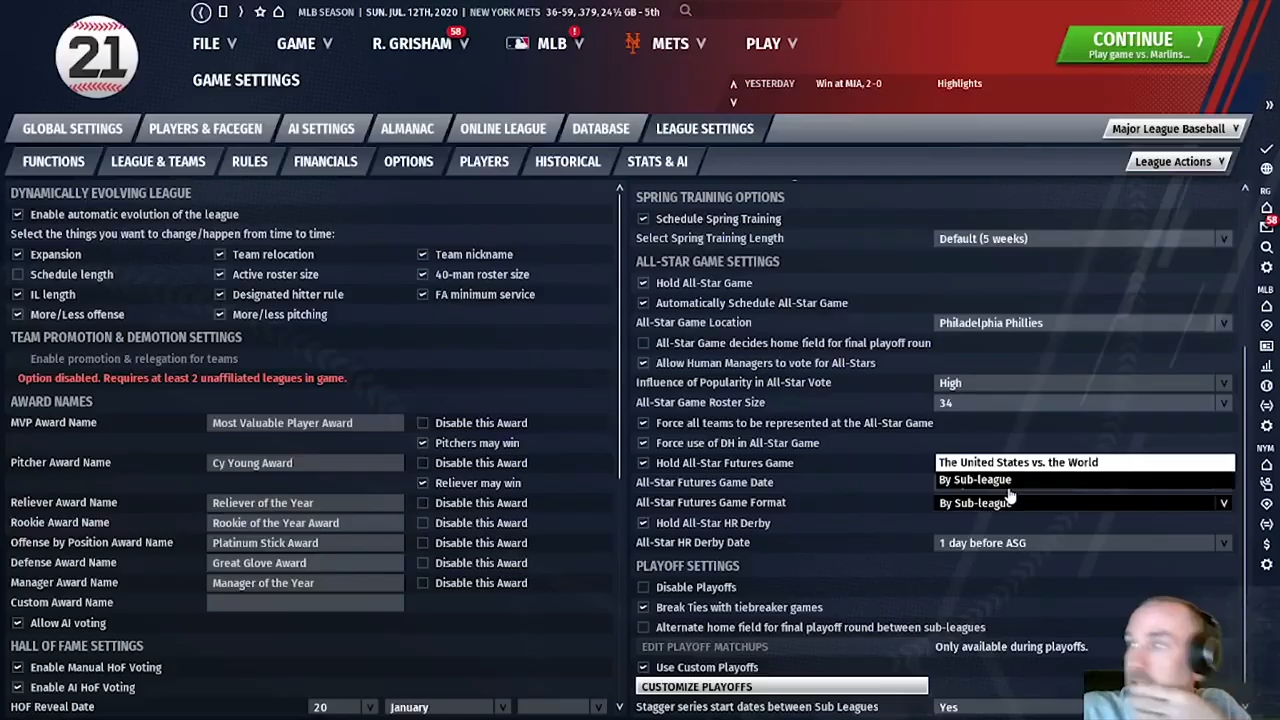 MLB SEASON | SUN. JUL. 12TH, 2020 | NEW YORK METS 36-59, .379, 24½ GB - 5th
21
FILE GAME R. GRISHAM 58 MLB ! METS PLAY
CONTINUE
Play game vs. Marlins...
GAME SETTINGS
YESTERDAY Win at MIA, 2-0 Highlights
GLOBAL SETTINGS PLAYERS & FACEGEN AI SETTINGS ALMANAC ONLINE LEAGUE DATABASE LEAGUE SETTINGS Major League Baseball
FUNCTIONS LEAGUE & TEAMS RULES FINANCIALS OPTIONS PLAYERS HISTORICAL STATS & AI League Actions
DYNAMICALLY EVOLVING LEAGUE
Enable automatic evolution of the league
Select the things you want to change/happen from time to time:
Expansion Team relocation Team nickname
Schedule length Active roster size 40-man roster size
IL length Designated hitter rule FA minimum service
More/Less offense More/less pitching
TEAM PROMOTION & DEMOTION SETTINGS
Enable promotion & relegation for teams
Option disabled. Requires at least 2 unaffiliated leagues in game.
AWARD NAMES
MVP Award Name Most Valuable Player Award Disable this Award
Pitchers may win
Pitcher Award Name Cy Young Award Disable this Award
Reliever may win
Reliever Award Name Reliever of the Year Disable this Award
Rookie Award Name Rookie of the Year Award Disable this Award
Offense by Position Award Name Platinum Stick Award Disable this Award
Defense Award Name Great Glove Award Disable this Award
Manager Award Name Manager of the Year Disable this Award
Custom Award Name
Allow AI voting
HALL OF FAME SETTINGS
Enable Manual HoF Voting
Enable AI HoF Voting
HOF Reveal Date 20 January
SPRING TRAINING OPTIONS
Schedule Spring Training
Select Spring Training Length Default (5 weeks)
ALL-STAR GAME SETTINGS
Hold All-Star Game
Automatically Schedule All-Star Game
All-Star Game Location Philadelphia Phillies
All-Star Game decides home field for final playoff roun
Allow Human Managers to vote for All-Stars
Influence of Popularity in All-Star Vote High
All-Star Game Roster Size 34
Force all teams to be represented at the All-Star Game
Force use of DH in All-Star Game
Hold All-Star Futures Game The United States vs. the World
All-Star Futures Game Date By Sub-league
All-Star Futures Game Format By Sub-league
Hold All-Star HR Derby
All-Star HR Derby Date 1 day before ASG
PLAYOFF SETTINGS
Disable Playoffs
Break Ties with tiebreaker games
Alternate home field for final playoff round between sub-leagues
EDIT PLAYOFF MATCHUPS Only available during playoffs.
Use Custom Playoffs
CUSTOMIZE PLAYOFFS
Stagger series start dates between Sub Leagues Yes
RG
58
MLB
NYM
$